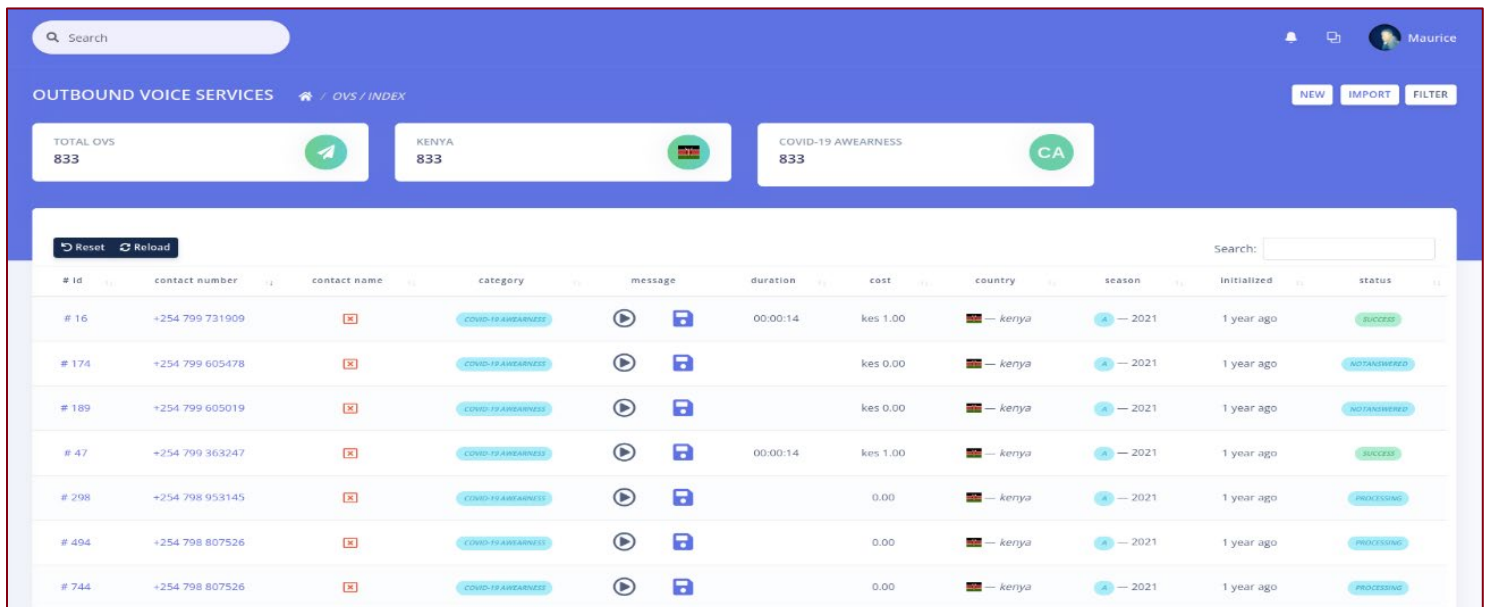 Search
Maurice
OUTBOUND VOICE SERVICES / OVS / INDEX
NEW IMPORT FILTER
TOTAL OVS
833
KENYA
833
COVID-19 AWEARNESS
833
CA
Reset Reload
Search:
# id contact number contact name category message duration cost country season initialized status
# 16 +254 799 731909 COVID-19 AWEARNESS 00:00:14 kes 1.00 — kenya A — 2021 1 year ago SUCCESS
# 174 +254 799 605478 COVID-19 AWEARNESS kes 0.00 — kenya A — 2021 1 year ago NOTANSWERED
# 189 +254 799 605019 COVID-19 AWEARNESS kes 0.00 — kenya A — 2021 1 year ago NOTANSWERED
# 47 +254 799 363247 COVID-19 AWEARNESS 00:00:14 kes 1.00 — kenya A — 2021 1 year ago SUCCESS
# 298 +254 798 953145 COVID-19 AWEARNESS 0.00 — kenya A — 2021 1 year ago PROCESSING
# 494 +254 798 807526 COVID-19 AWEARNESS 0.00 — kenya A — 2021 1 year ago PROCESSING
# 744 +254 798 807526 COVID-19 AWEARNESS 0.00 — kenya A — 2021 1 year ago PROCESSING